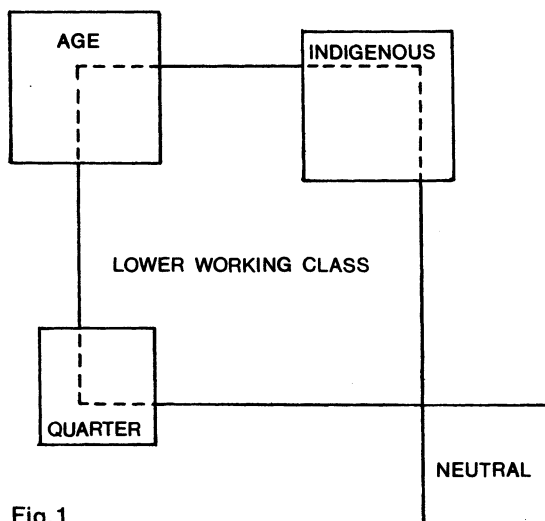 AGE
INDIGENOUS
LOWER WORKING CLASS
QUARTER
NEUTRAL
Fig 1